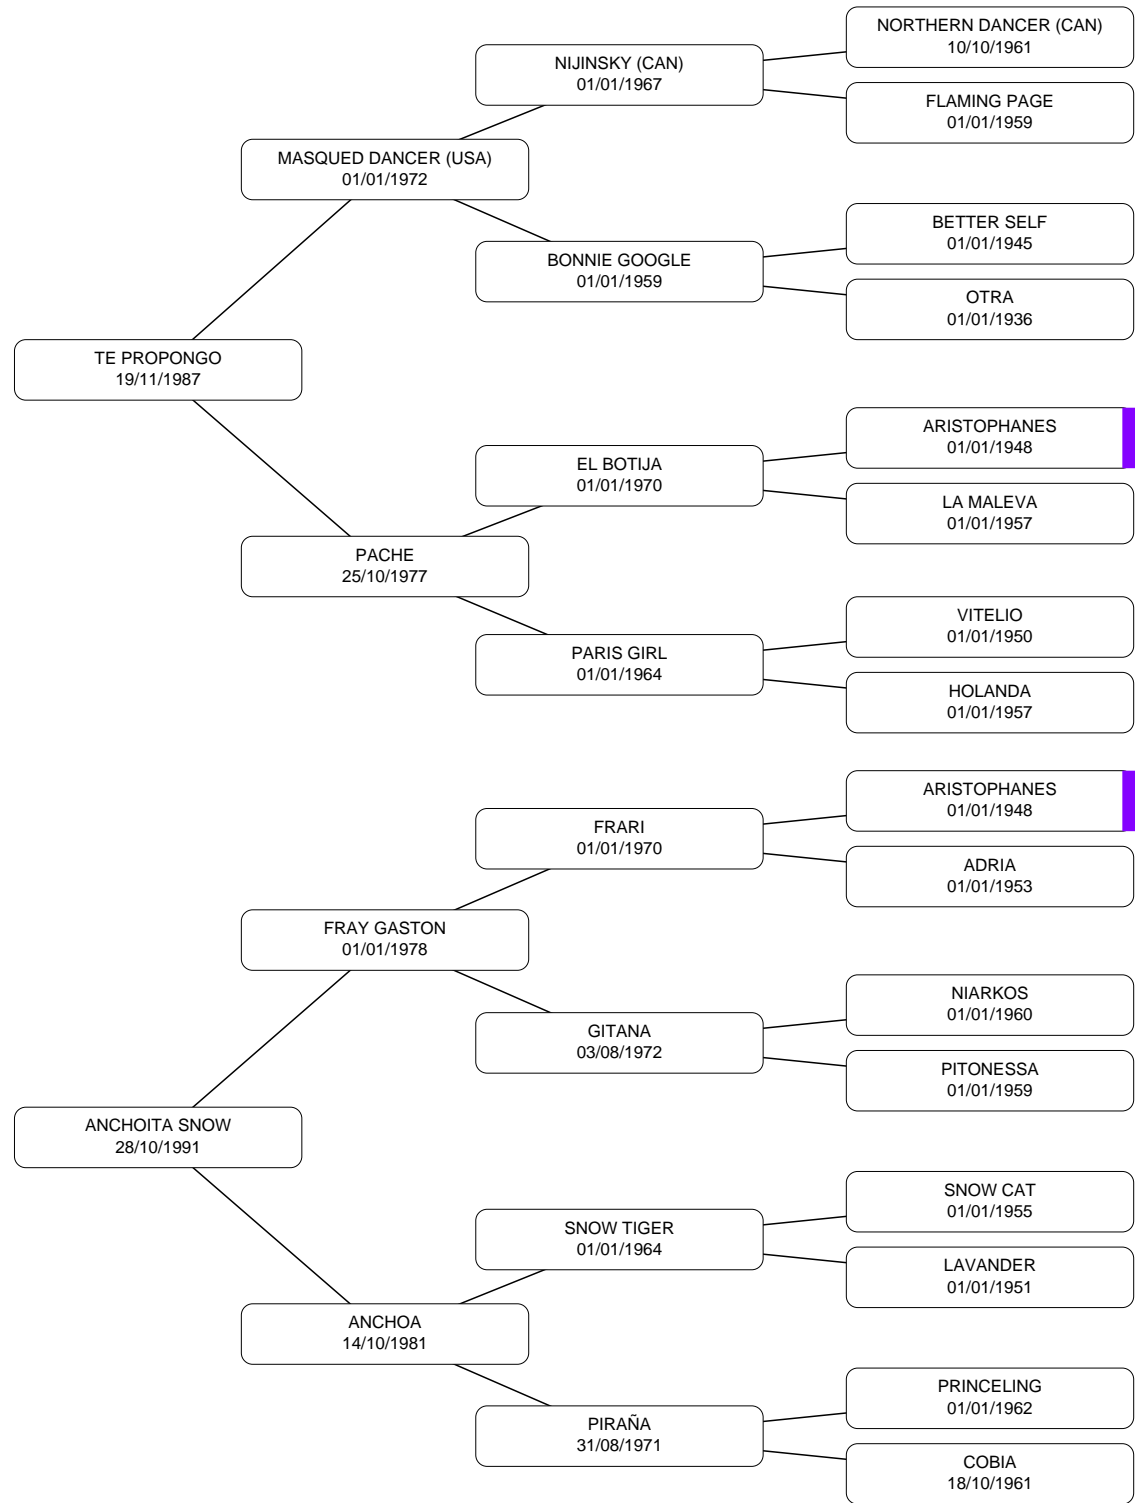 NORTHERN DANCER (CAN)
10/10/1961
NIJINSKY (CAN)
01/01/1967
FLAMING PAGE
01/01/1959
MASQUED DANCER (USA)
01/01/1972
BETTER SELF
01/01/1945
BONNIE GOOGLE
01/01/1959
OTRA
01/01/1936
TE PROPONGO
19/11/1987
ARISTOPHANES
01/01/1948
EL BOTIJA
01/01/1970
LA MALEVA
01/01/1957
PACHE
25/10/1977
VITELIO
01/01/1950
PARIS GIRL
01/01/1964
HOLANDA
01/01/1957
ARISTOPHANES
01/01/1948
FRARI
01/01/1970
ADRIA
01/01/1953
FRAY GASTON
01/01/1978
NIARKOS
01/01/1960
GITANA
03/08/1972
PITONESSA
01/01/1959
ANCHOITA SNOW
28/10/1991
SNOW CAT
01/01/1955
SNOW TIGER
01/01/1964
LAVANDER
01/01/1951
ANCHOA
14/10/1981
PRINCELING
01/01/1962
PIRAÑA
31/08/1971
COBIA
18/10/1961